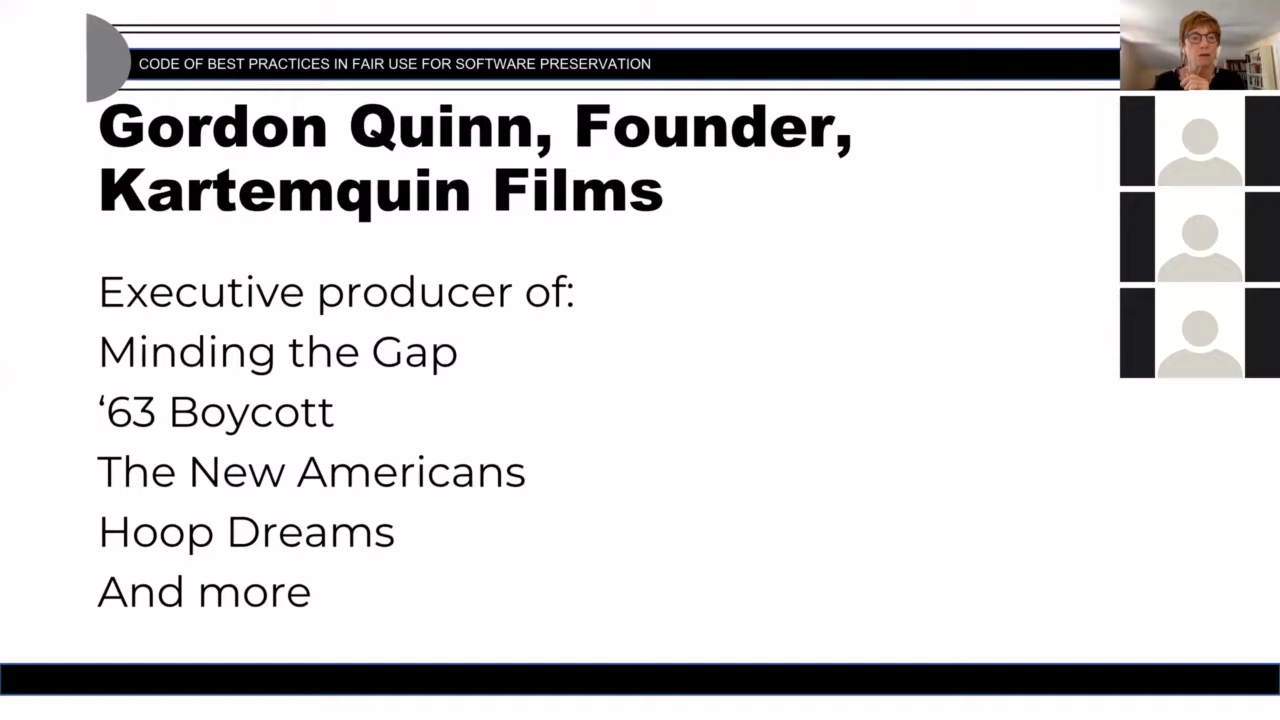 CODE OF BEST PRACTICES IN FAIR USE FOR SOFTWARE PRESERVATION
Gordon Quinn, Founder,
Kartemquin Films
Executive producer of:
Minding the Gap
‘63 Boycott
The New Americans
Hoop Dreams
And more